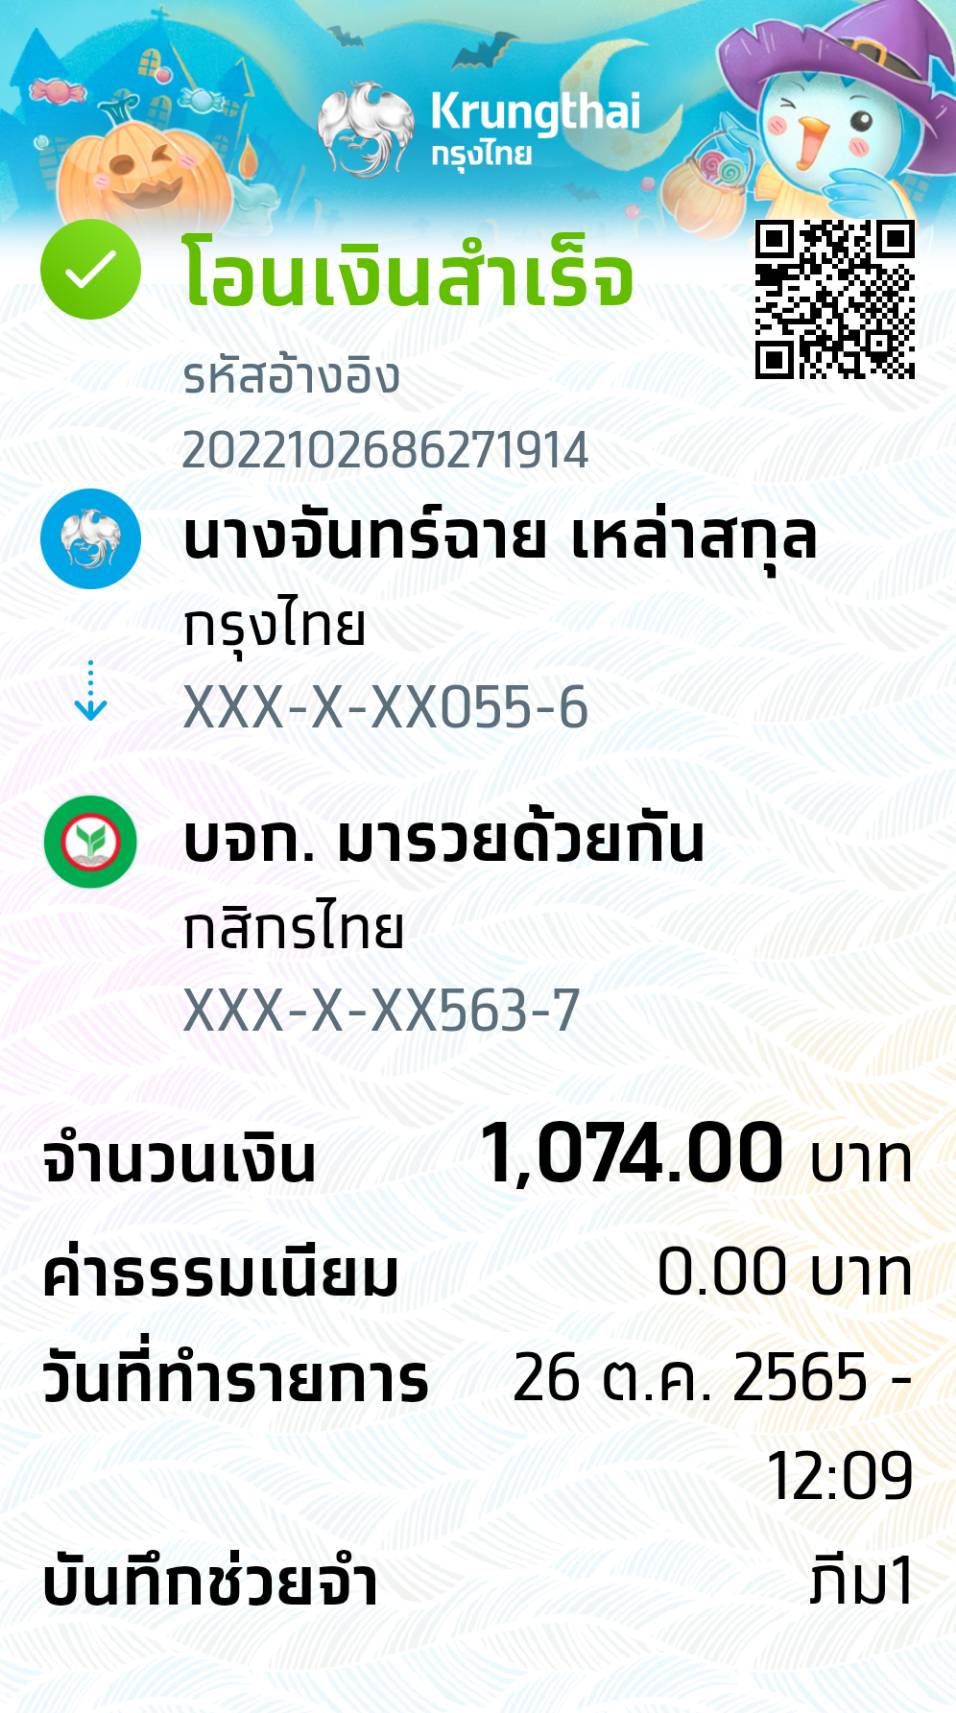 Krungthai
กรุงไทย
โอนเงินสำเร็จ
รหัสอ้างอิง
2022102686271914
นางจันทร์ฉาย เหล่าสกุล
กรุงไทย
XXX-X-XX055-6
บจก. มารวยด้วยกัน
กสิกรไทย
XXX-X-XX563-7
จำนวนเงิน 1,074.00 บาท
ค่าธรรมเนียม 0.00 บาท
วันที่ทำรายการ 26 ต.ค. 2565 -
12:09
บันทึกช่วยจำ ภีม1